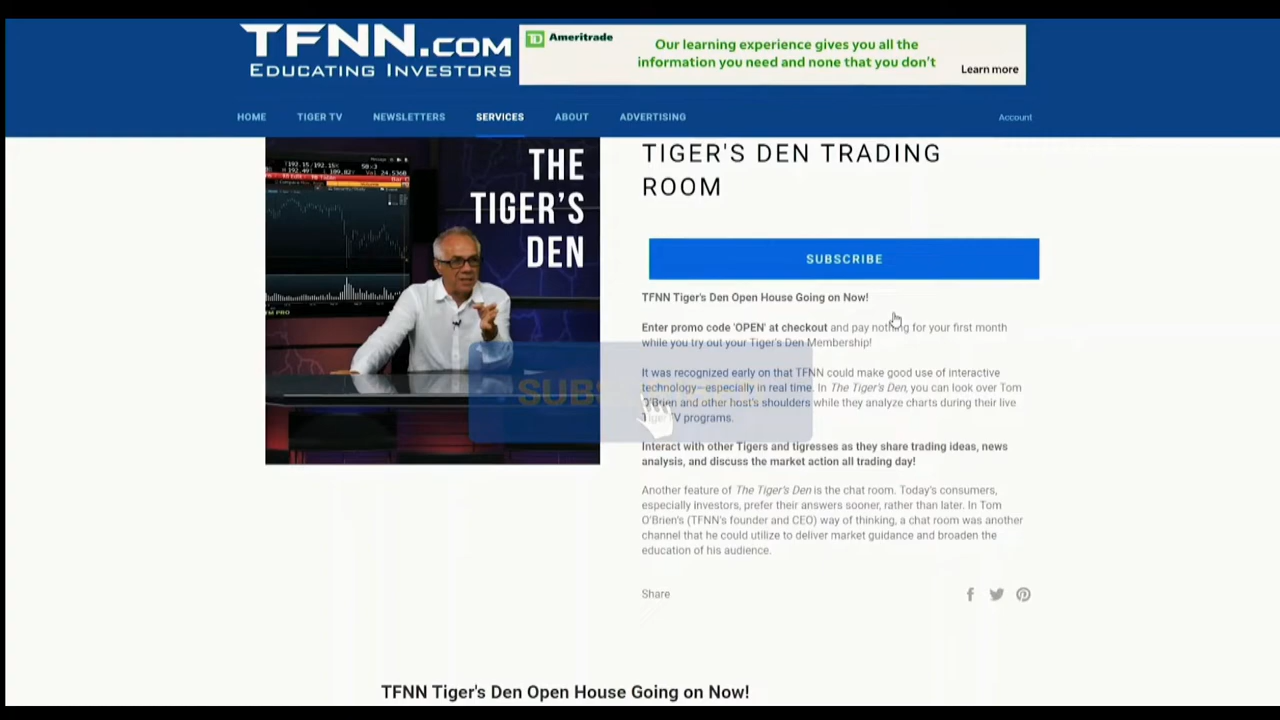 TFNN.COM
EDUCATING INVESTORS
TD Ameritrade
Our learning experience gives you all the
information you need and none that you don't
Learn more
HOME
TIGER TV
NEWSLETTERS
SERVICES
ABOUT
ADVERTISING
Account
THE
TIGER'S
DEN
TIGER'S DEN TRADING
ROOM
SUBSCRIBE
TFNN Tiger's Den Open House Going on Now!
Enter promo code 'OPEN' at checkout and pay nothing for your first month
while you try out your Tiger's Den Membership!
It was recognized early on that TFNN could make good use of interactive
technology—especially in real time. In The Tiger's Den, you can look over Tom
O'Brien and other host's shoulders while they analyze charts during their live
Tiger TV programs.
Interact with other Tigers and tigresses as they share trading ideas, news
analysis, and discuss the market action all trading day!
Another feature of The Tiger's Den is the chat room. Today's consumers,
especially investors, prefer their answers sooner, rather than later. In Tom
O'Brien's (TFNN's founder and CEO) way of thinking, a chat room was another
channel that he could utilize to deliver market guidance and broaden the
education of his audience.
Share
TFNN Tiger's Den Open House Going on Now!